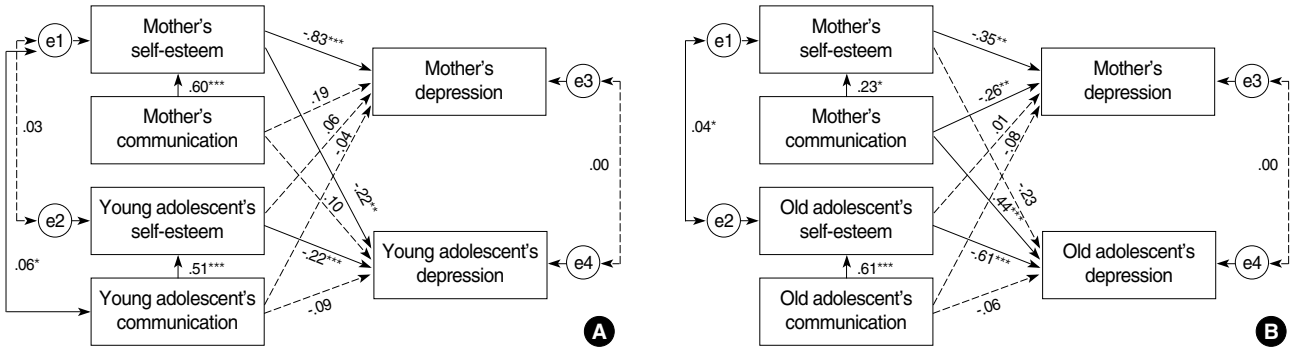 Mother's
self-esteem
Mother's
communication
Young adolescent's
self-esteem
Young adolescent's
communication
Mother's
depression
Young adolescent's
depression
e1
e2
e3
e4
-.83***
.60***
.19
.06
-.04
-.22**
.10
-.22***
.51***
-.09
.03
.06*
.00
A
Mother's
self-esteem
Mother's
communication
Old adolescent's
self-esteem
Old adolescent's
communication
Mother's
depression
Old adolescent's
depression
e1
e2
e3
e4
-.35**
.23*
-.26**
.01
-.08
-.23
.44***
-.61***
.61***
-.06
.04*
.00
B